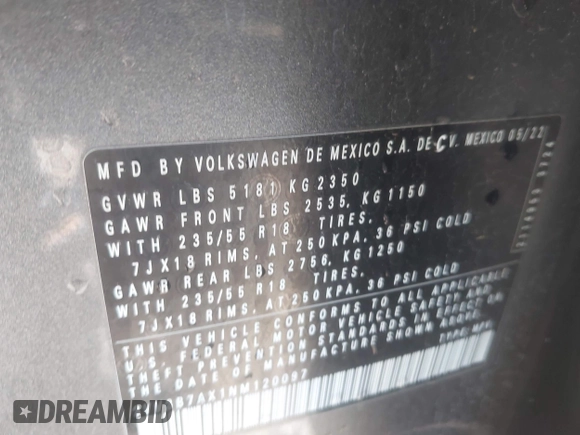 MFD BY VOLKSWAGEN DE MEXICO S.A. DE C V. MEXICO 05/22
GVWR LBS 5181 KG 2350
GAWR FRONT LBS 2535, KG 1150
WITH 235/55 R18 TIRES,
7JX18 RIMS, AT 250 KPA, 36 PSI COLD
GAWR REAR LBS 2756, KG 1250
WITH 235/55 R18 TIRES,
7JX18 RIMS, AT 250 KPA, 36 PSI COLD
THIS VEHICLE CONFORMS TO ALL APPLICABLE
U.S. FEDERAL MOTOR VEHICLE SAFETY AND
THEFT PREVENTION STANDARDS IN EFFECT ON
THE DATE OF MANUFACTURE SHOWN ABOVE.
B7AX1NM120097
DREAMBID